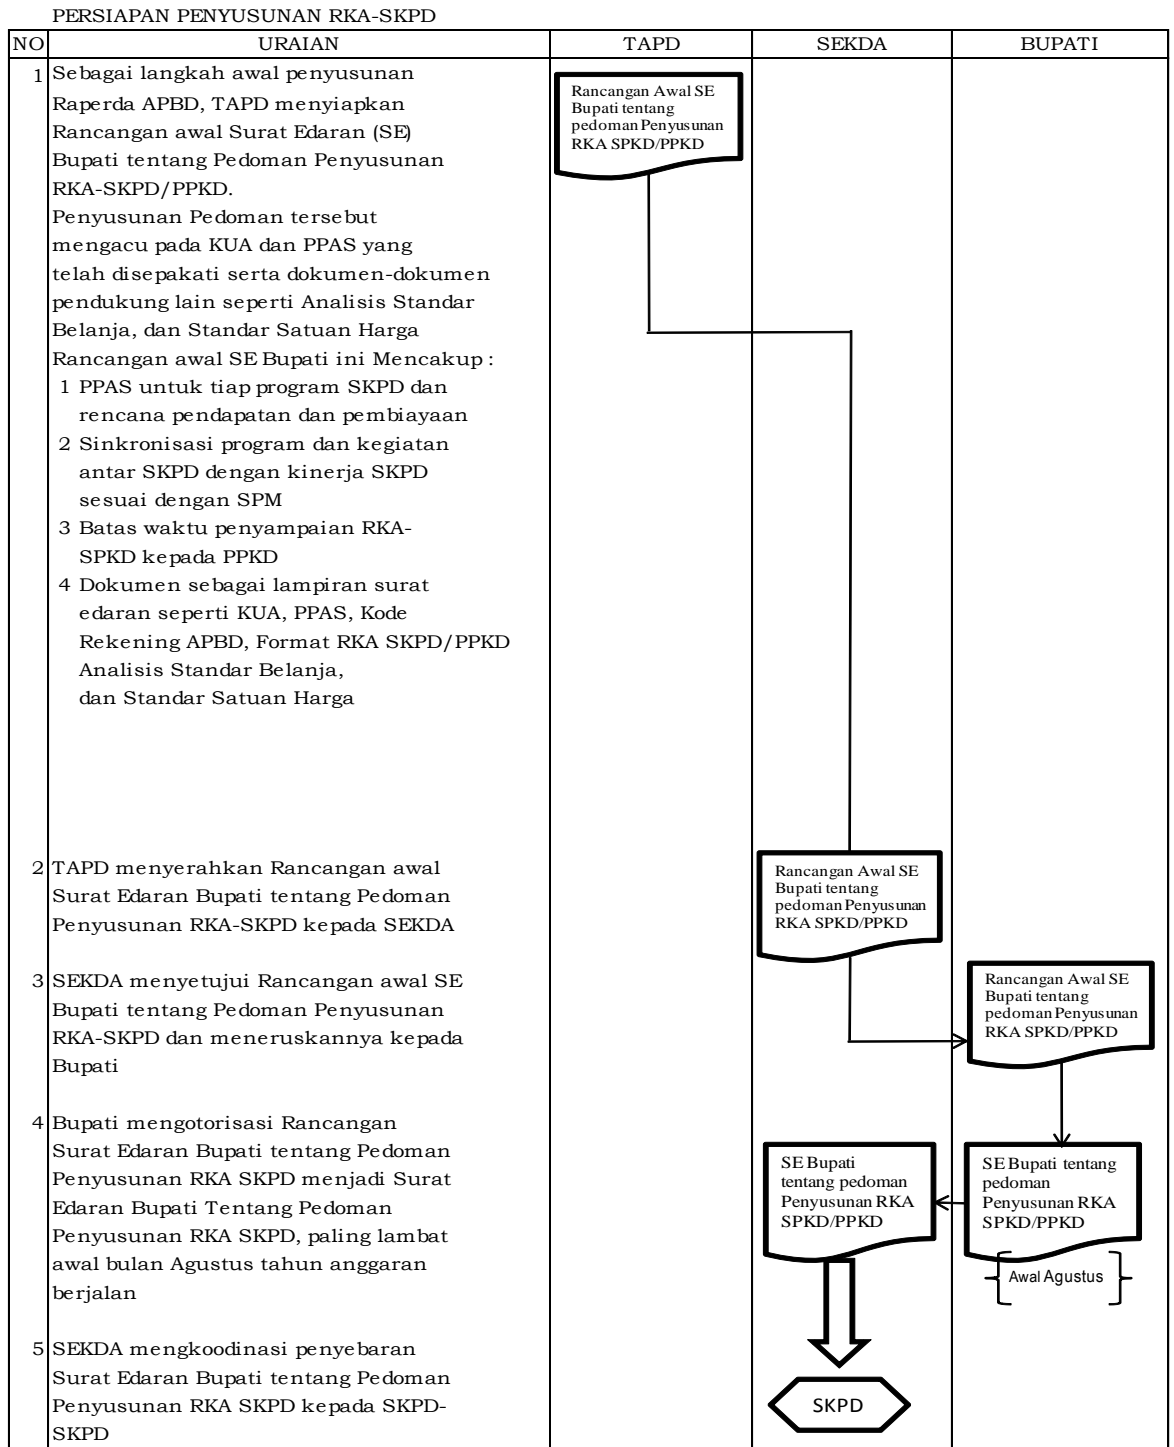 PERSIAPAN PENYUSUNAN RKA-SKPD
NO URAIAN TAPD SEKDA BUPATI
1 Sebagai langkah awal penyusunan
Raperda APBD, TAPD menyiapkan
Rancangan awal Surat Edaran (SE)
Bupati tentang Pedoman Penyusunan
RKA-SKPD/PPKD.
Penyusunan Pedoman tersebut
mengacu pada KUA dan PPAS yang
telah disepakati serta dokumen-dokumen
pendukung lain seperti Analisis Standar
Belanja, dan Standar Satuan Harga
Rancangan awal SE Bupati ini Mencakup :
1 PPAS untuk tiap program SKPD dan
rencana pendapatan dan pembiayaan
2 Sinkronisasi program dan kegiatan
antar SKPD dengan kinerja SKPD
sesuai dengan SPM
3 Batas waktu penyampaian RKA-
SPKD kepada PPKD
4 Dokumen sebagai lampiran surat
edaran seperti KUA, PPAS, Kode
Rekening APBD, Format RKA SKPD/PPKD
Analisis Standar Belanja,
dan Standar Satuan Harga
Rancangan Awal SE
Bupati tentang
pedoman Penyusunan
RKA SPKD/PPKD
2 TAPD menyerahkan Rancangan awal
Surat Edaran Bupati tentang Pedoman
Penyusunan RKA-SKPD kepada SEKDA
Rancangan Awal SE
Bupati tentang
pedoman Penyusunan
RKA SPKD/PPKD
3 SEKDA menyetujui Rancangan awal SE
Bupati tentang Pedoman Penyusunan
RKA-SKPD dan meneruskannya kepada
Bupati
Rancangan Awal SE
Bupati tentang
pedoman Penyusunan
RKA SPKD/PPKD
4 Bupati mengotorisasi Rancangan
Surat Edaran Bupati tentang Pedoman
Penyusunan RKA SKPD menjadi Surat
Edaran Bupati Tentang Pedoman
Penyusunan RKA SKPD, paling lambat
awal bulan Agustus tahun anggaran
berjalan
SE Bupati
tentang pedoman
Penyusunan RKA
SPKD/PPKD
SE Bupati tentang
pedoman
Penyusunan RKA
SPKD/PPKD
Awal Agustus
5 SEKDA mengkoodinasi penyebaran
Surat Edaran Bupati tentang Pedoman
Penyusunan RKA SKPD kepada SKPD-
SKPD
SKPD